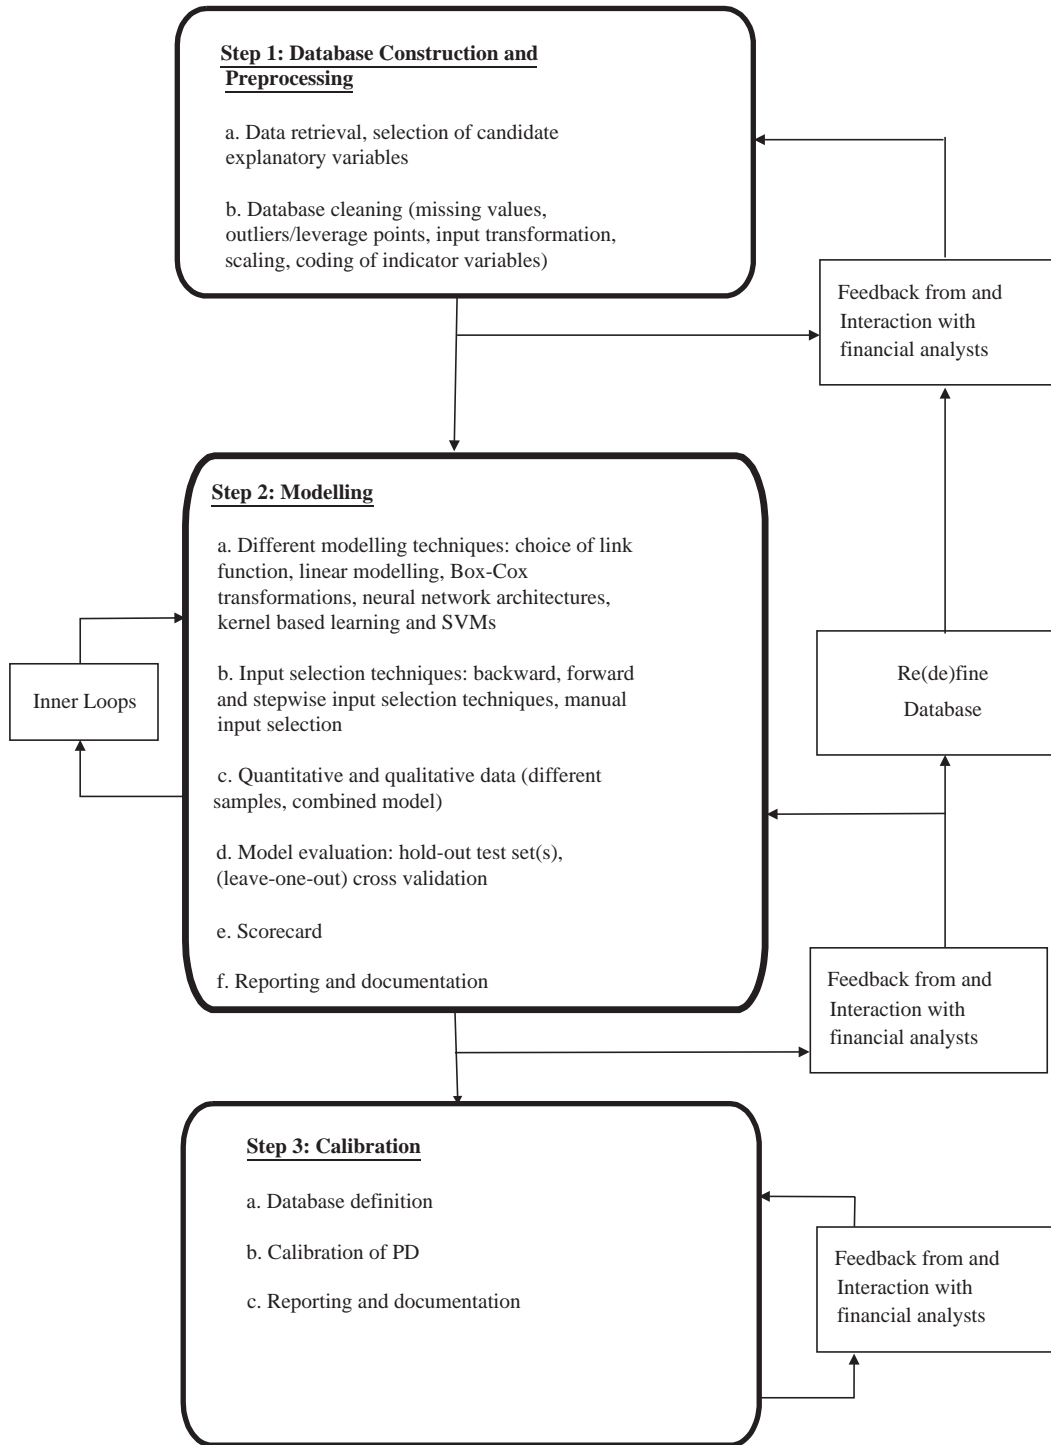 Step 1: Database Construction and
Preprocessing
a. Data retrieval, selection of candidate
explanatory variables
b. Database cleaning (missing values,
outliers/leverage points, input transformation,
scaling, coding of indicator variables)
Feedback from and
Interaction with
financial analysts
Step 2: Modelling
a. Different modelling techniques: choice of link
function, linear modelling, Box-Cox
transformations, neural network architectures,
kernel based learning and SVMs
b. Input selection techniques: backward, forward
and stepwise input selection techniques, manual
input selection
c. Quantitative and qualitative data (different
samples, combined model)
d. Model evaluation: hold-out test set(s),
(leave-one-out) cross validation
e. Scorecard
f. Reporting and documentation
Inner Loops
Re(de)fine
Database
Feedback from and
Interaction with
financial analysts
Step 3: Calibration
a. Database definition
b. Calibration of PD
c. Reporting and documentation
Feedback from and
Interaction with
financial analysts